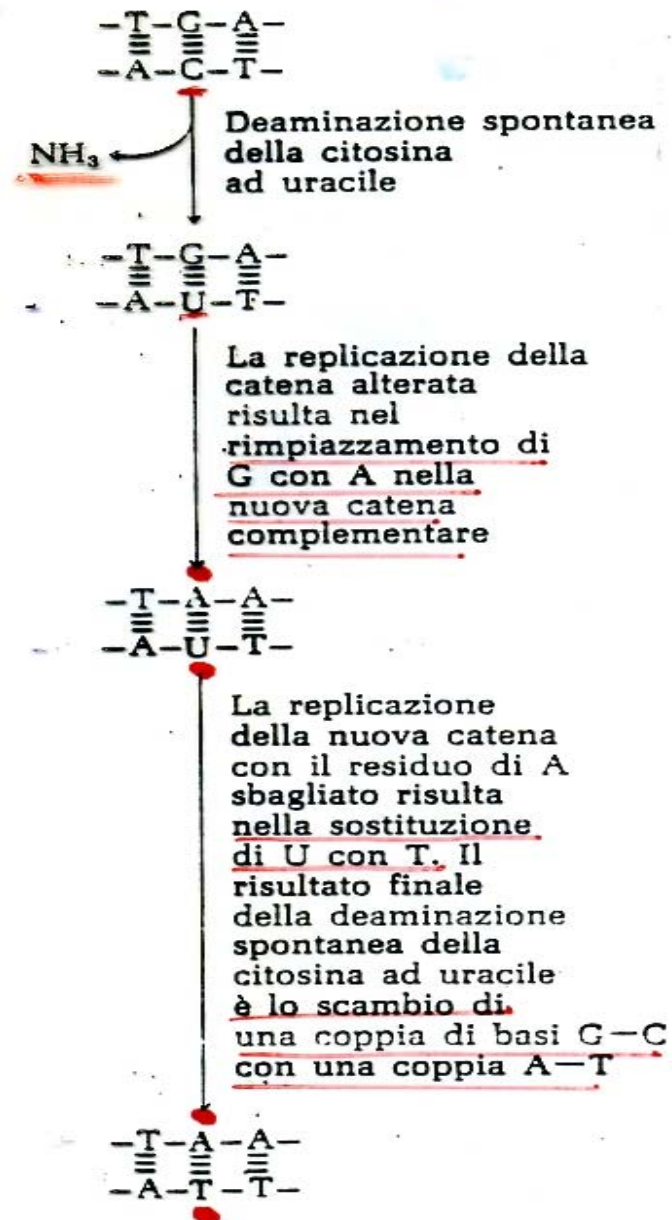 –T–G–A–
–A–C–T–
Deaminazione spontanea
NH₃
della citosina
ad uracile
–T–G–A–
–A–U–T–
La replicazione della
catena alterata
risulta nel
rimpiazzamento di
G con A nella
nuova catena
complementare
–T–A–A–
–A–U–T–
La replicazione
della nuova catena
con il residuo di A
sbagliato risulta
nella sostituzione
di U con T. Il
risultato finale
della deaminazione
spontanea della
citosina ad uracile
è lo scambio di
una coppia di basi G–C
con una coppia A–T
–T–A–A–
–A–T–T–